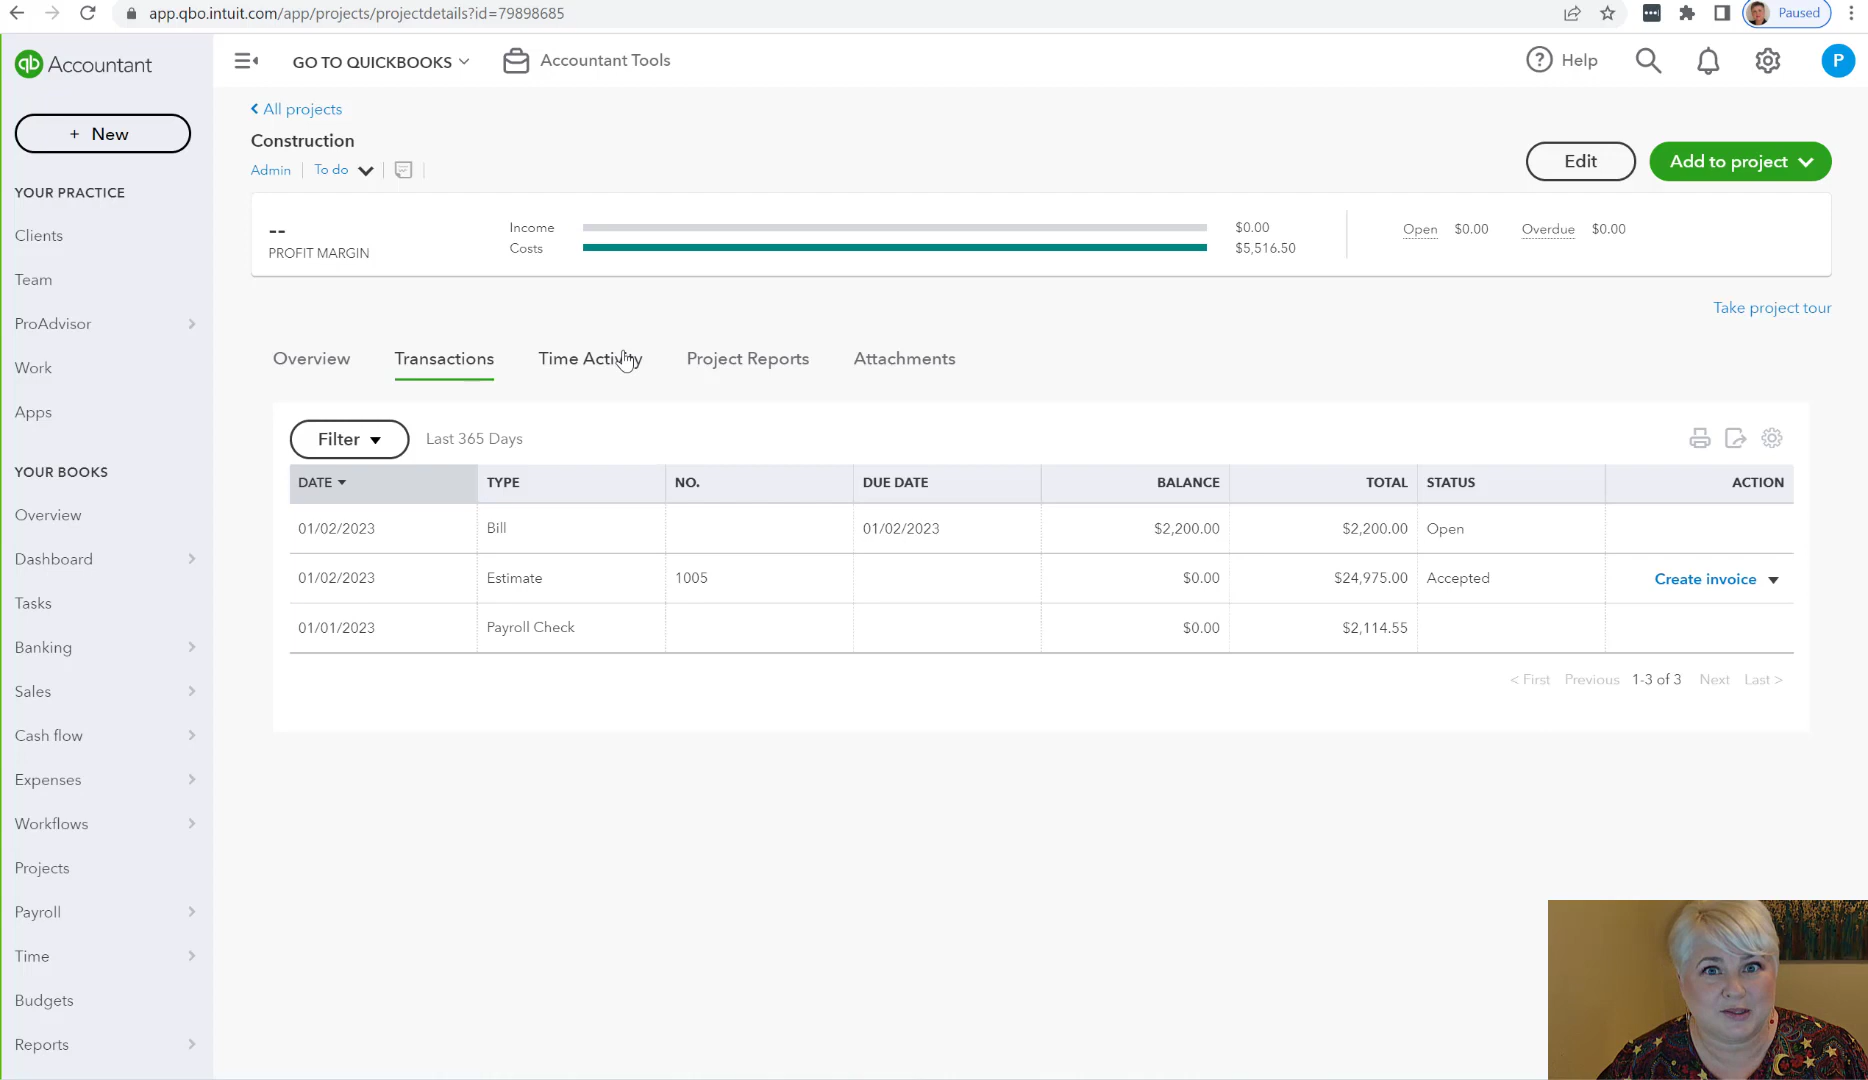 app.qbo.intuit.com/app/projects/projectdetails?id=79898685
Paused
qb Accountant
GO TO QUICKBOOKS
Accountant Tools
Help
P
+ New
YOUR PRACTICE
Clients
Team
ProAdvisor
Work
Apps
YOUR BOOKS
Overview
Dashboard
Tasks
Banking
Sales
Cash flow
Expenses
Workflows
Projects
Payroll
Time
Budgets
Reports
< All projects
Construction
Admin | To do
Edit
Add to project
--
PROFIT MARGIN
Income $0.00
Costs $5,516.50
Open $0.00 Overdue $0.00
Take project tour
Overview Transactions Time Activity Project Reports Attachments
Filter Last 365 Days
DATE TYPE NO. DUE DATE BALANCE TOTAL STATUS ACTION
01/02/2023 Bill 01/02/2023 $2,200.00 $2,200.00 Open
01/02/2023 Estimate 1005 $0.00 $24,975.00 Accepted Create invoice
01/01/2023 Payroll Check $0.00 $2,114.55
< First Previous 1-3 of 3 Next Last >